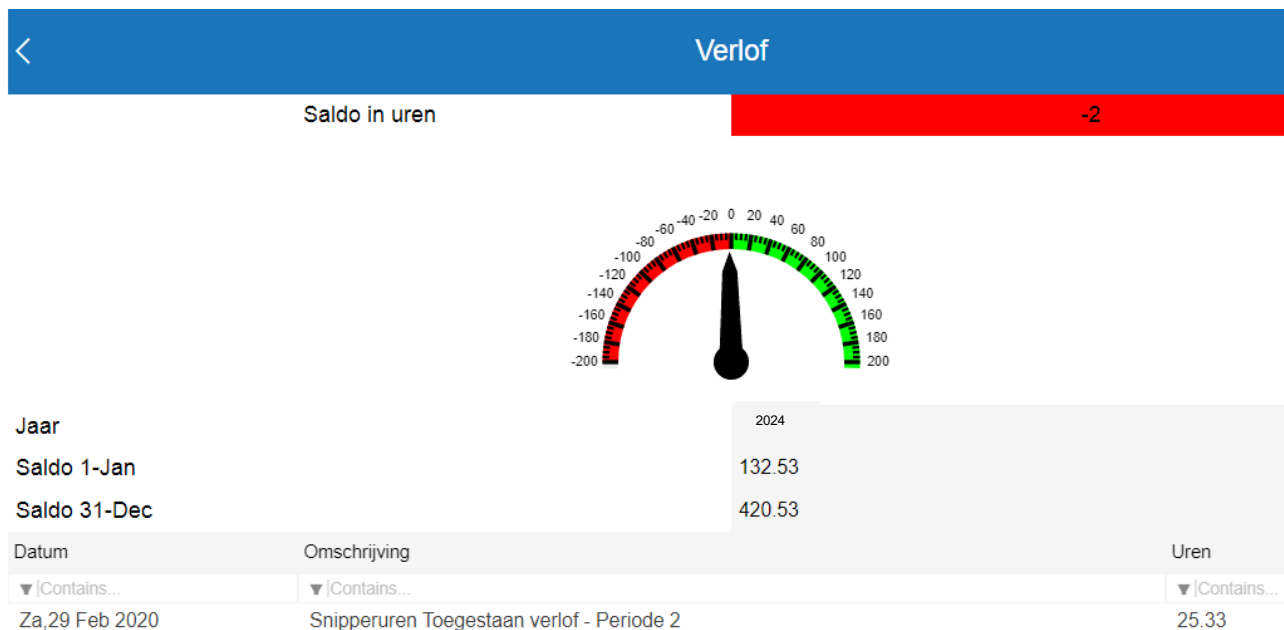 Verlof
Saldo in uren -2
-200 -180 -160 -140 -120 -100 -80 -60 -40 -20 0 20 40 60 80 100 120 140 160 180 200
Jaar 2024
Saldo 1-Jan 132.53
Saldo 31-Dec 420.53
Datum Omschrijving Uren
Contains... Contains... Contains...
Za,29 Feb 2020 Snipperuren Toegestaan verlof - Periode 2 25.33